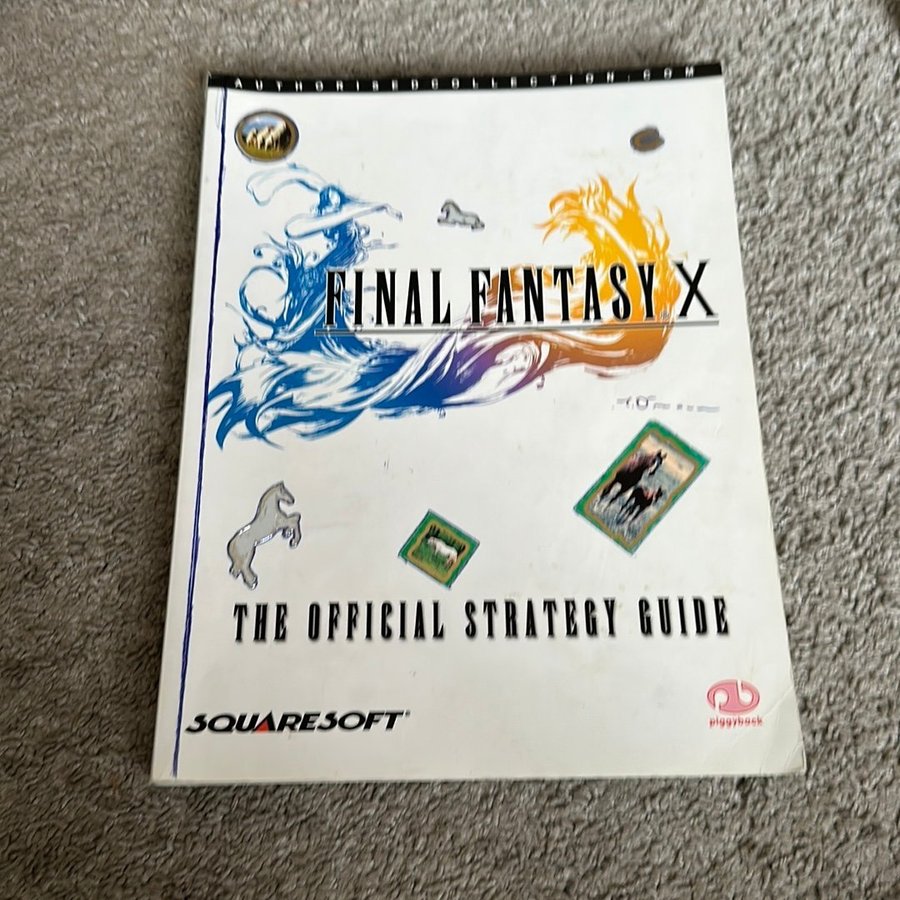 AUTHORISEDCOLLECTION.COM
FINAL FANTASY® X
THE OFFICIAL STRATEGY GUIDE
SQUARESOFT®
piggyback